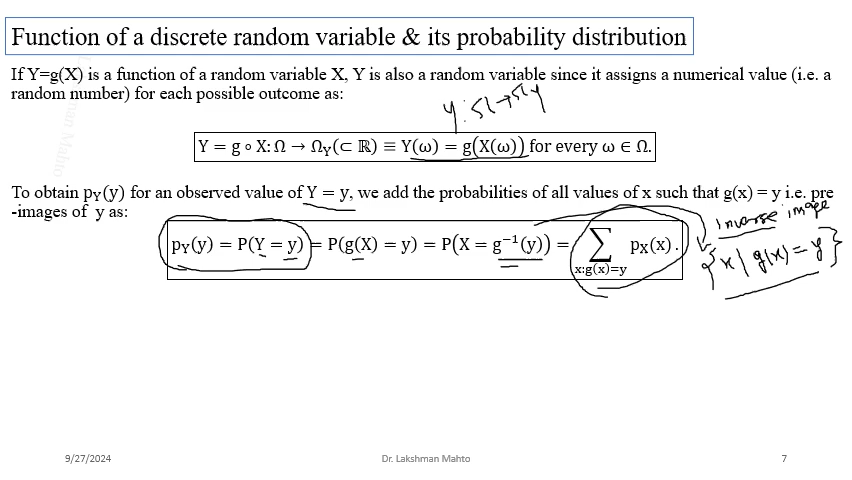 Function of a discrete random variable & its probability distribution
If Y=g(X) is a function of a random variable X, Y is also a random variable since it assigns a numerical value (i.e. a
random number) for each possible outcome as:
y: Ω → Ωy
Y = g ∘ X: Ω → Ω_Y(⊂ ℝ) ≡ Y(ω) = g(X(ω)) for every ω ∈ Ω.
To obtain p_Y(y) for an observed value of Y = y, we add the probabilities of all values of x such that g(x) = y i.e. pre
-images of y as:
Inverse image
p_Y(y) = P(Y = y) = P(g(X) = y) = P(X = g⁻¹(y)) = ∑ p_X(x).
x:g(x)=y
{x | g(x) = y}
man Mahto
9/27/2024
Dr. Lakshman Mahto
7